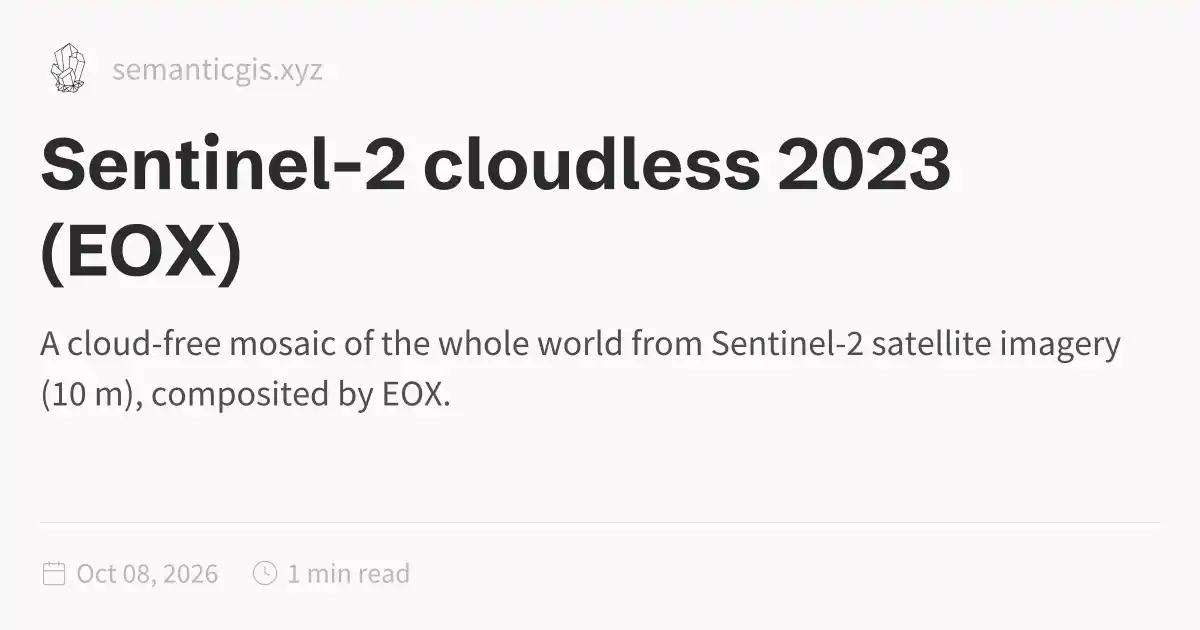 semanticgis.xyz
Sentinel-2 cloudless 2023
(EOX)
A cloud-free mosaic of the whole world from Sentinel-2 satellite imagery
(10 m), composited by EOX.
Oct 08, 2026 1 min read